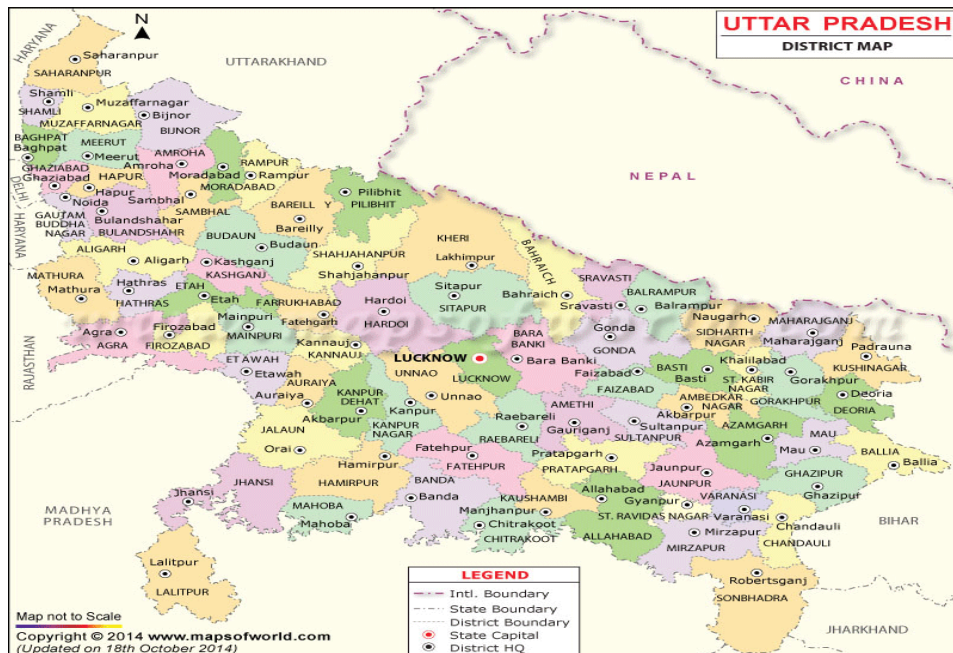 UTTAR PRADESH
DISTRICT MAP
N
HARYANA
Saharanpur
SAHARANPUR
UTTARAKHAND
CHINA
Shamli
SHAMLI
Muzaffarnagar
MUZAFFARNAGAR
Bijnor
BIJNOR
BAGHPAT
Baghpat
MEERUT
Meerut
AMROHA
Amroha
RAMPUR
Rampur
Moradabad
MORADABAD
NEPAL
GHAZIABAD
Ghaziabad
HAPUR
Hapur
Sambhal
SAMBHAL
Pilibhit
PILIBHIT
DELHI
HARYANA
Noida
GAUTAM
BUDDHA
NAGAR
Bulandshahar
BULANDSHAHR
BAREILL Y
Bareilly
BUDAUN
Budaun
KHERI
Lakhimpur
BAHRAICH
Bahraich
ALIGARH
Aligarh
Kashganj
KASHGANJ
SHAHJAHANPUR
Shahjahanpur
SRAVASTI
Sravasti
BALRAMPUR
Balrampur
MATHURA
Mathura
Hathras
HATHRAS
ETAH
Etah
FARRUKHABAD
Fatehgarh
Hardoi
HARDOI
Sitapur
SITAPUR
www.mapsofworld.com
Agra
AGRA
Firozabad
FIROZABAD
Mainpuri
MAINPURI
Kannauj
KANNAUJ
BARA
BANKI
Bara Banki
Gonda
GONDA
Naugarh
SIDHARTH
NAGAR
MAHARAJGANJ
Maharajganj
Padrauna
KUSHINAGAR
RAJASTHAN
ET AWAH
Etawah
AURAIYA
Auraiya
LUCKNOW
LUCKNOW
UNNAO
Unnao
Faizabad
FAIZABAD
BASTI
Basti
Khalilabad
ST. KABIR
NAGAR
Gorakhpur
GORAKHPUR
Deoria
DEORIA
KANPUR
DEHAT
Akbarpur
Kanpur
KANPUR
NAGAR
Raebareli
RAEBARELI
AMETHI
Gauriganj
Sultanpur
SULTANPUR
AMBEDKAR
NAGAR
Akbarpur
AZAMGARH
Azamgarh
MAU
Mau
BALLIA
Ballia
JALAUN
Orai
Hamirpur
HAMIRPUR
Fatehpur
FATEHPUR
Pratapgarh
PRATAPGARH
Jaunpur
JAUNPUR
GHAZIPUR
Ghazipur
JHANSI
Jhansi
MAHOBA
Mahoba
BANDA
Banda
KAUSHAMBI
Manjhanpur
Allahabad
ALLAHABAD
Gyanpur
ST. RAVIDAS NAGAR
VARANASI
Varanasi
Chandauli
CHANDAULI
BIHAR
MADHYA
PRADESH
Chitrakoot
CHITRAKOOT
Mirzapur
MIRZAPUR
Lalitpur
LALITPUR
Robertsganj
SONBHADRA
JHARKHAND
LEGEND
Intl. Boundary
State Boundary
District Boundary
State Capital
District HQ
Map not to Scale
Copyright © 2014 www.mapsofworld.com
(Updated on 18th October 2014)